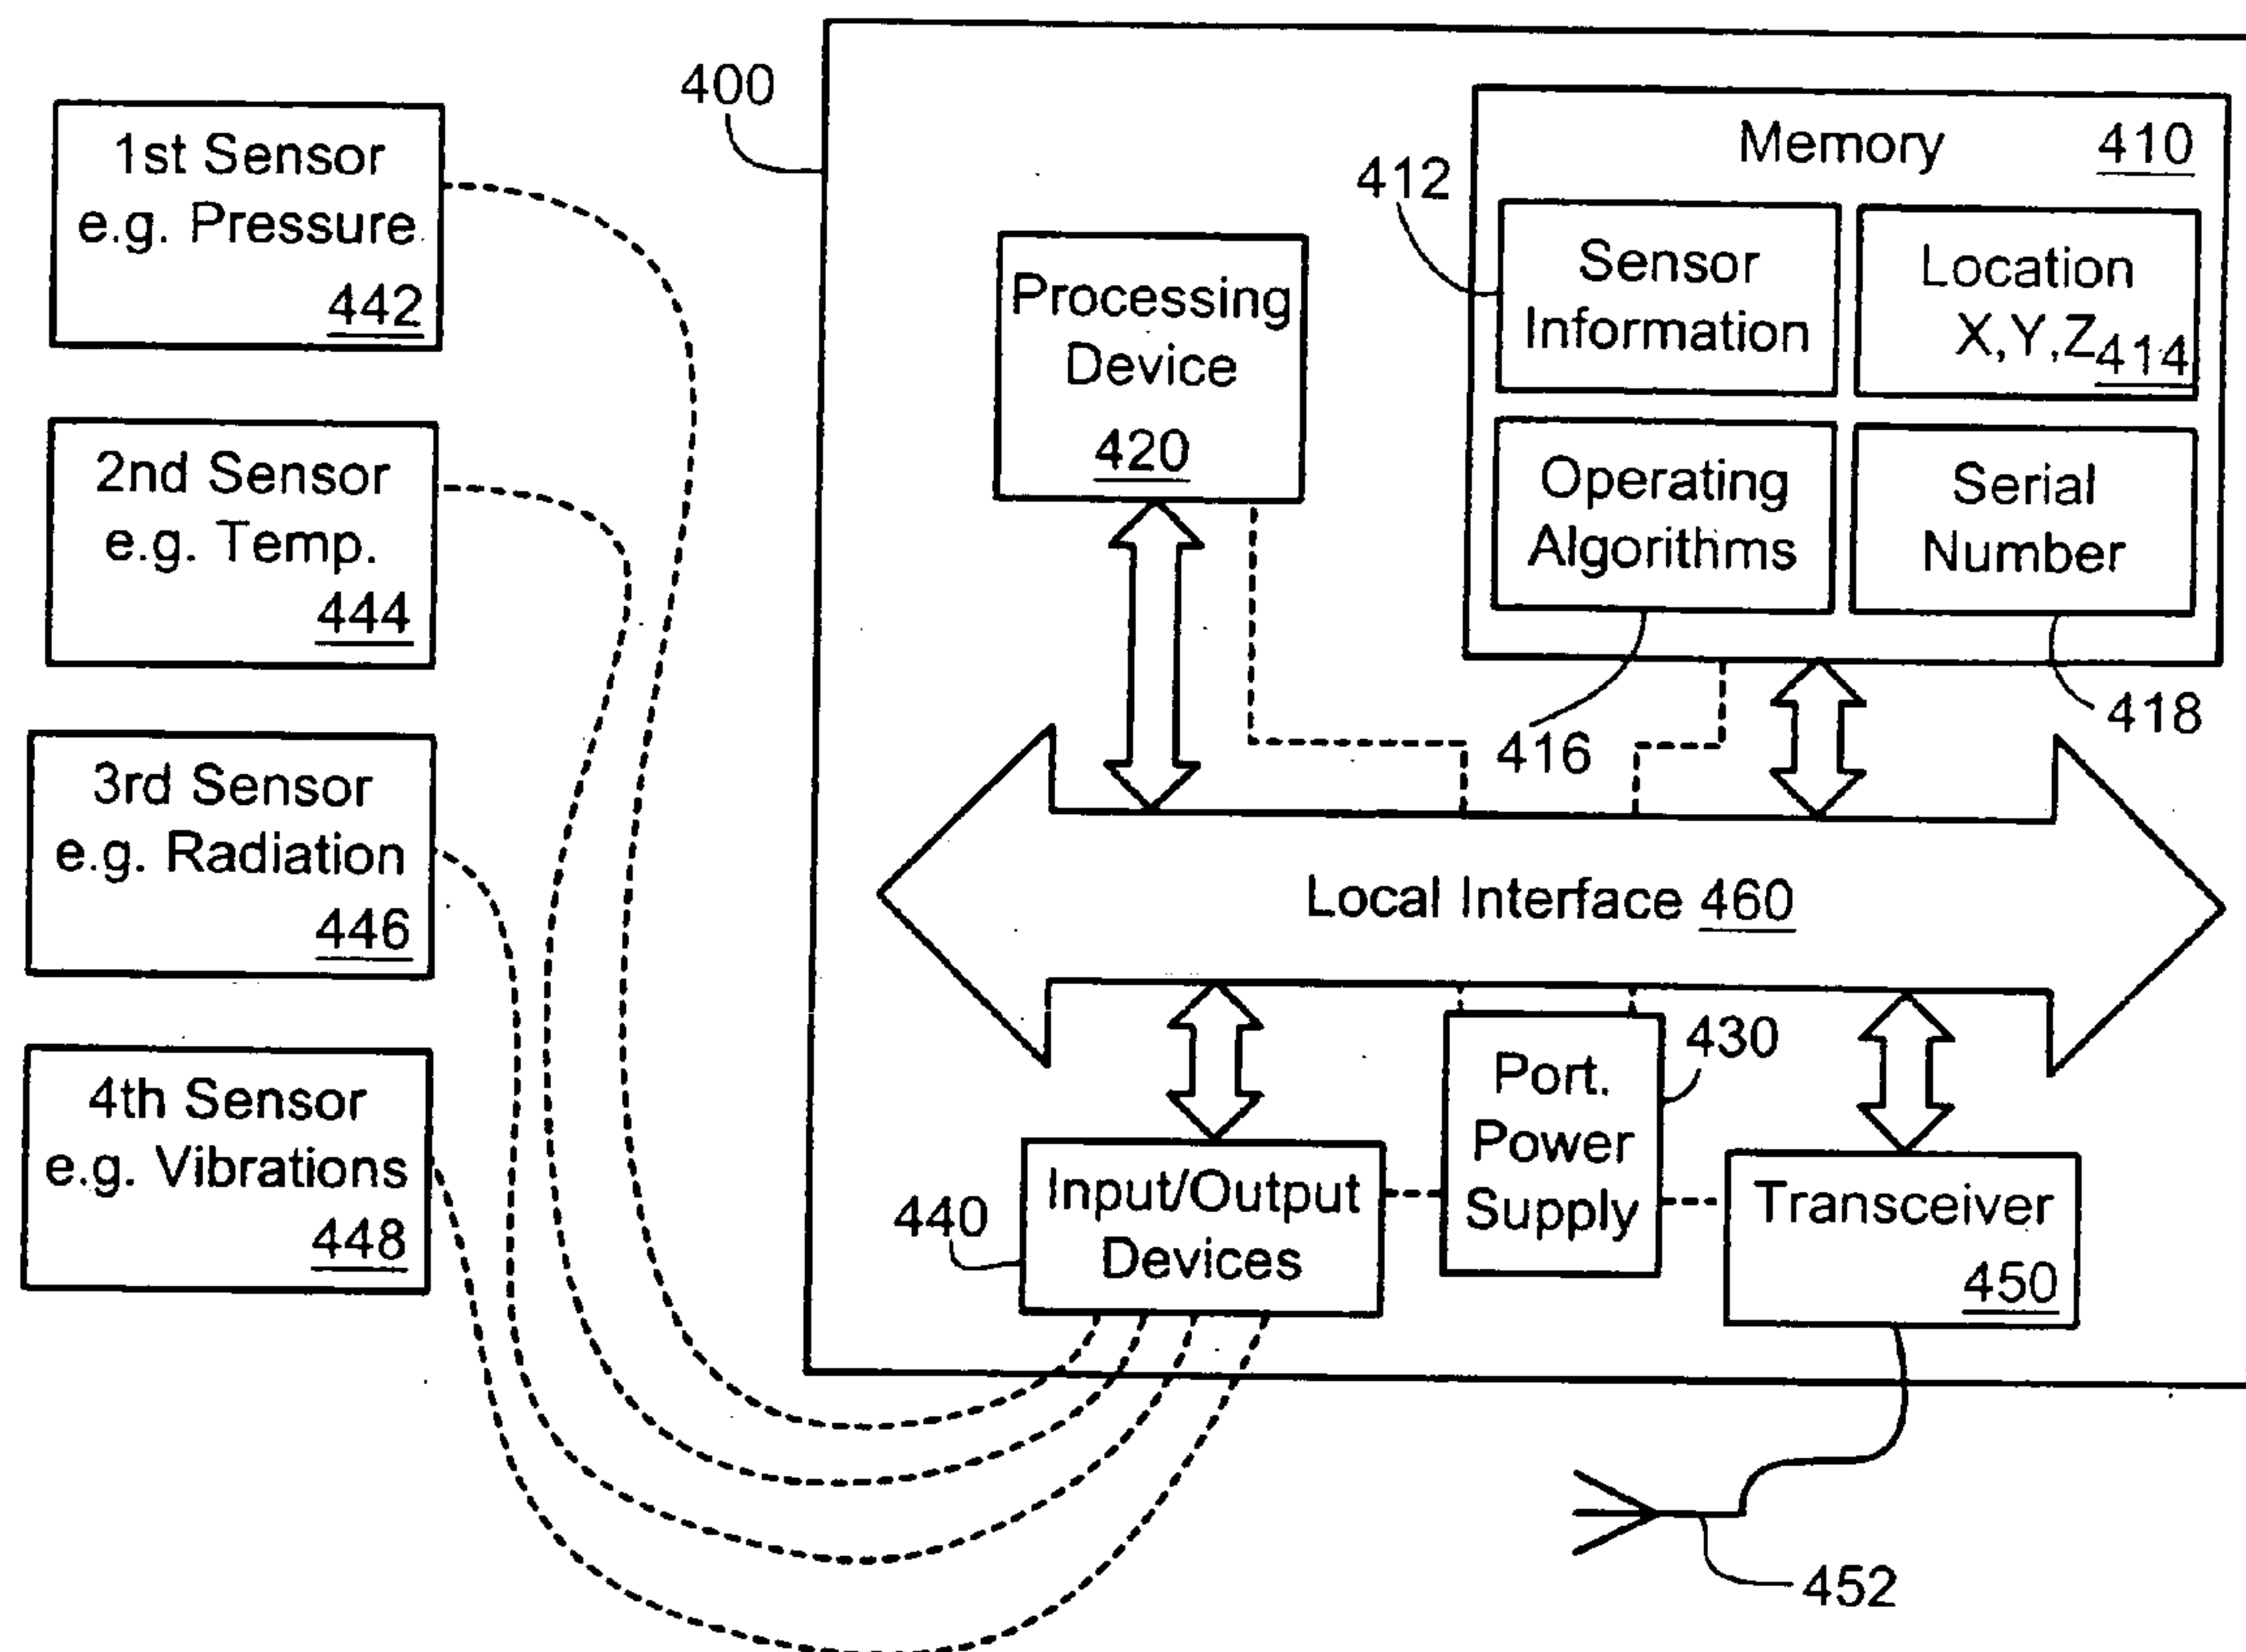 400
1st Sensor
e.g. Pressure
442
2nd Sensor
e.g. Temp.
444
3rd Sensor
e.g. Radiation
446
4th Sensor
e.g. Vibrations
448
Memory 410
412
Sensor
Information
Location
X,Y,Z 414
Operating
Algorithms
Serial
Number
416
418
Processing
Device
420
Local Interface 460
430
Port.
Power
Supply
440
Input/Output
Devices
Transceiver
450
452